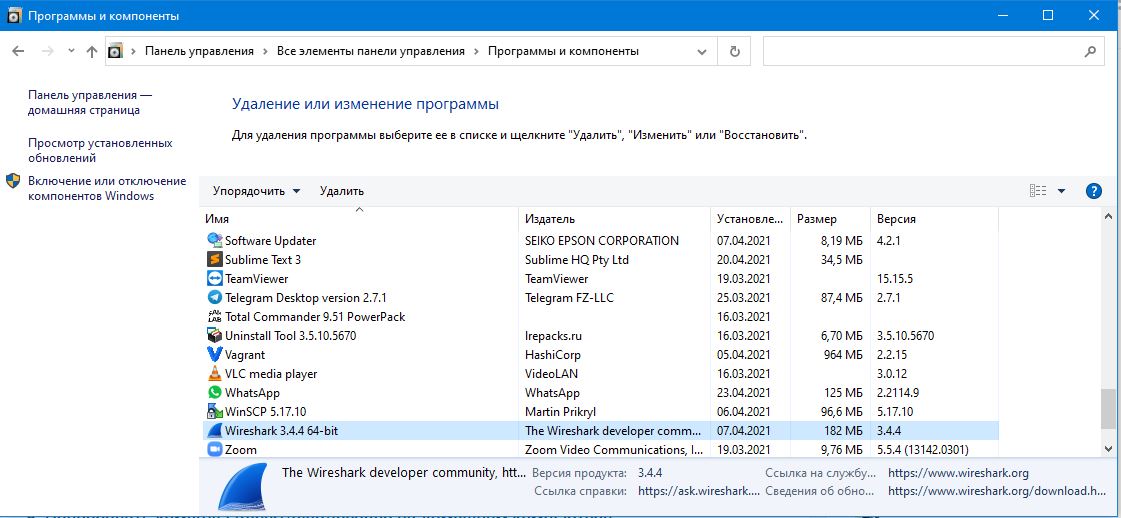 Программы и компоненты
Панель управления > Все элементы панели управления > Программы и компоненты
Панель управления —
домашняя страница
Просмотр установленных
обновлений
Включение или отключение
компонентов Windows
Удаление или изменение программы
Для удаления программы выберите ее в списке и щелкните "Удалить", "Изменить" или "Восстановить".
Упорядочить Удалить
Имя Издатель Установле... Размер Версия
Software Updater SEIKO EPSON CORPORATION 07.04.2021 8,19 МБ 4.2.1
Sublime Text 3 Sublime HQ Pty Ltd 20.04.2021 34,5 МБ
TeamViewer TeamViewer 19.03.2021 15.15.5
Telegram Desktop version 2.7.1 Telegram FZ-LLC 25.03.2021 87,4 МБ 2.7.1
Total Commander 9.51 PowerPack 16.03.2021
Uninstall Tool 3.5.10.5670 lrepacks.ru 16.03.2021 6,70 МБ 3.5.10.5670
Vagrant HashiCorp 05.04.2021 964 МБ 2.2.15
VLC media player VideoLAN 16.03.2021 3.0.12
WhatsApp WhatsApp 23.04.2021 125 МБ 2.2114.9
WinSCP 5.17.10 Martin Prikryl 06.04.2021 96,6 МБ 5.17.10
Wireshark 3.4.4 64-bit The Wireshark developer comm... 07.04.2021 182 МБ 3.4.4
Zoom Zoom Video Communications, I... 19.03.2021 9,76 МБ 5.5.4 (13142.0301)
The Wireshark developer community, htt... Версия продукта: 3.4.4 Ссылка на службу... https://www.wireshark.org
Ссылка справки: https://ask.wireshark.... Сведения об обно... https://www.wireshark.org/download.h...